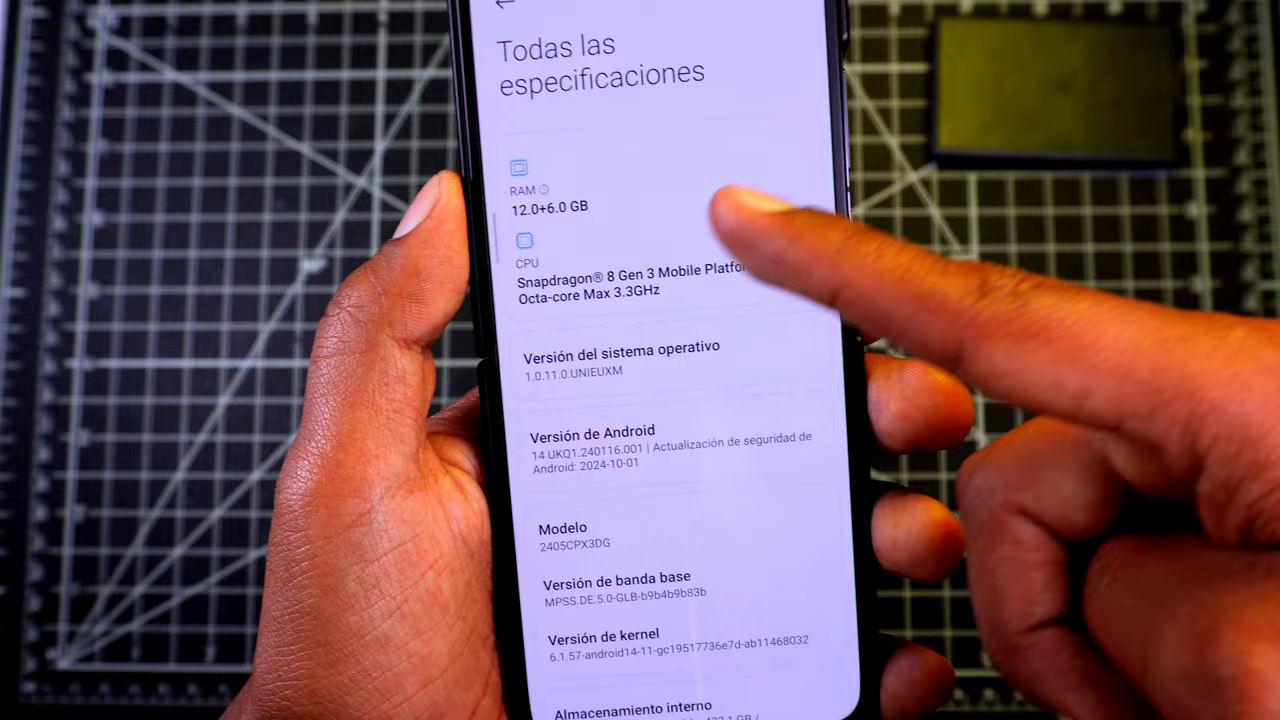 Todas las
especificaciones
RAM
12.0+6.0 GB
CPU
Snapdragon® 8 Gen 3 Mobile
Octa-core Max 3.3GHz
Versión del sistema operativo
1.0.11.0.UNIEUXM
Versión de Android
14 UKQ1.240116.001 | Actualización de seguridad de
Android: 2024-10-01
Modelo
2405CPX3DG
Versión de banda base
MPSS.DE.5.0-GLB-b9b4b9b83b
Versión de kernel
6.1.57-android14-11-gc19517736e7d-ab11468032
Almacenamiento interno